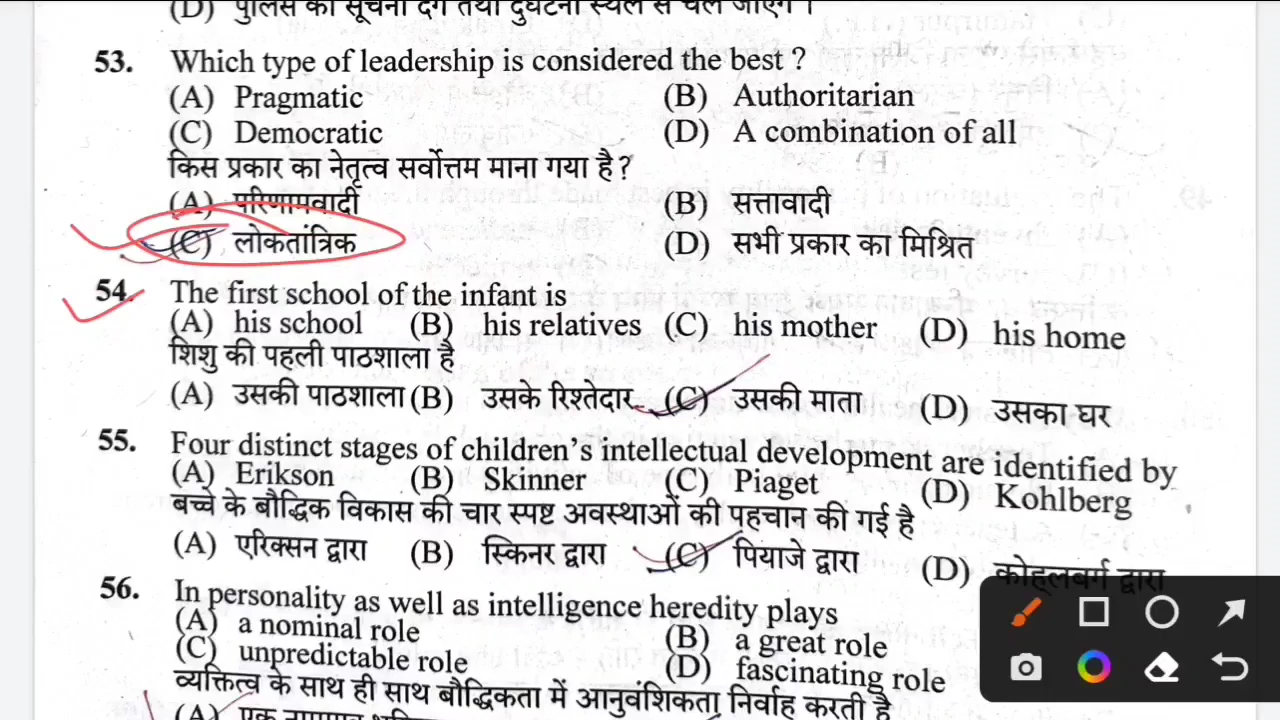 (D) पुलिस को सूचना देंगे तथा दुर्घटना स्थल से चले जाएंगे ।
53. Which type of leadership is considered the best ?
(A) Pragmatic (B) Authoritarian
(C) Democratic (D) A combination of all
किस प्रकार का नेतृत्व सर्वोत्तम माना गया है?
(A) परिणामवादी (B) सत्तावादी
(C) लोकतांत्रिक (D) सभी प्रकार का मिश्रित
54. The first school of the infant is
(A) his school (B) his relatives (C) his mother (D) his home
शिशु की पहली पाठशाला है
(A) उसकी पाठशाला (B) उसके रिश्तेदार (C) उसकी माता (D) उसका घर
55. Four distinct stages of children's intellectual development are identified by
(A) Erikson (B) Skinner (C) Piaget (D) Kohlberg
बच्चे के बौद्धिक विकास की चार स्पष्ट अवस्थाओं की पहचान की गई है
(A) एरिक्सन द्वारा (B) स्किनर द्वारा (C) पियाजे द्वारा (D) कोह्लबर्ग द्वारा
56. In personality as well as intelligence heredity plays
(A) a nominal role (B) a great role
(C) unpredictable role (D) fascinating role
व्यक्तित्व के साथ ही साथ बौद्धिकता में आनुवंशिकता निर्वाह करती है
(A) एक